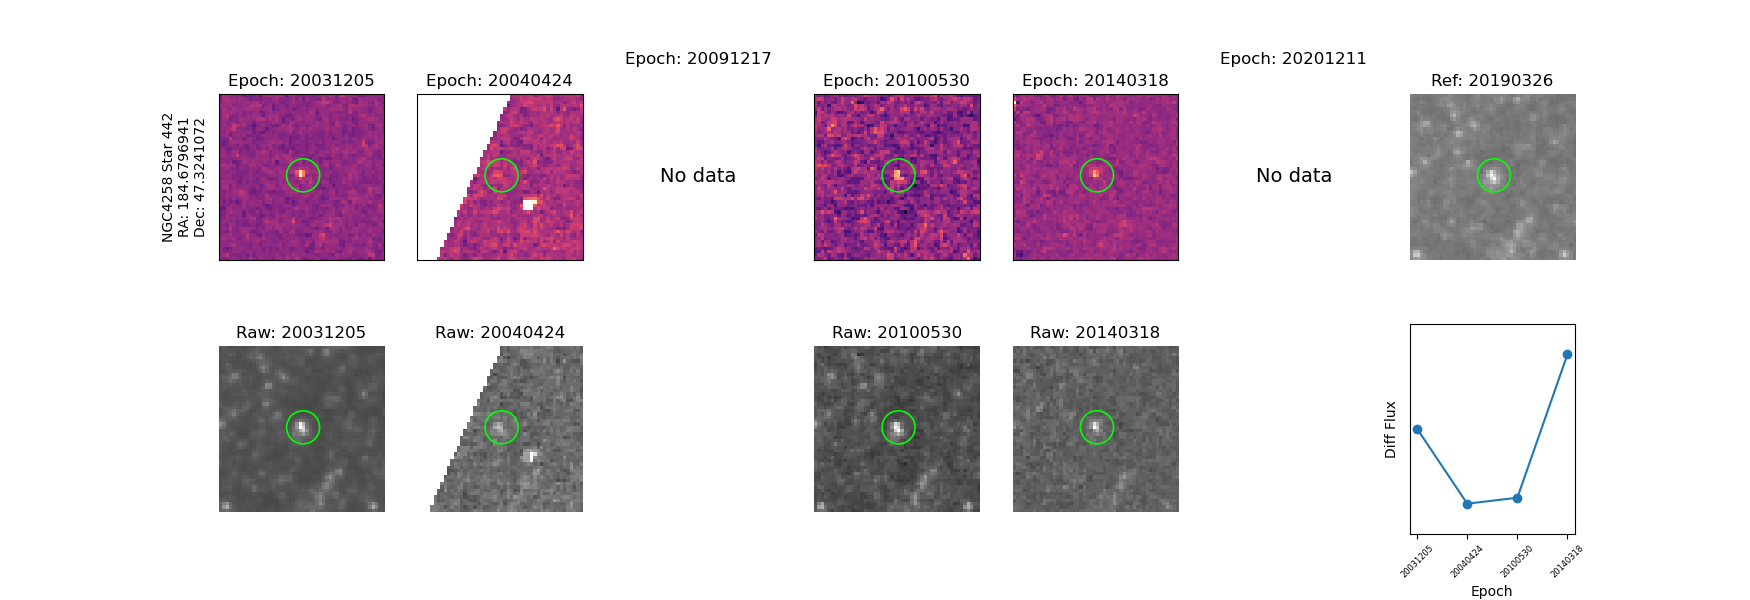 Epoch: 20091217
Epoch: 20201211
Epoch: 20031205
Epoch: 20040424
Epoch: 20100530
Epoch: 20140318
Ref: 20190326
NGC4258 Star 442
RA: 184.6796941
Dec: 47.3241072
No data
No data
Raw: 20031205
Raw: 20040424
Raw: 20100530
Raw: 20140318
Diff Flux
20031205
20040424
20100530
20140318
Epoch